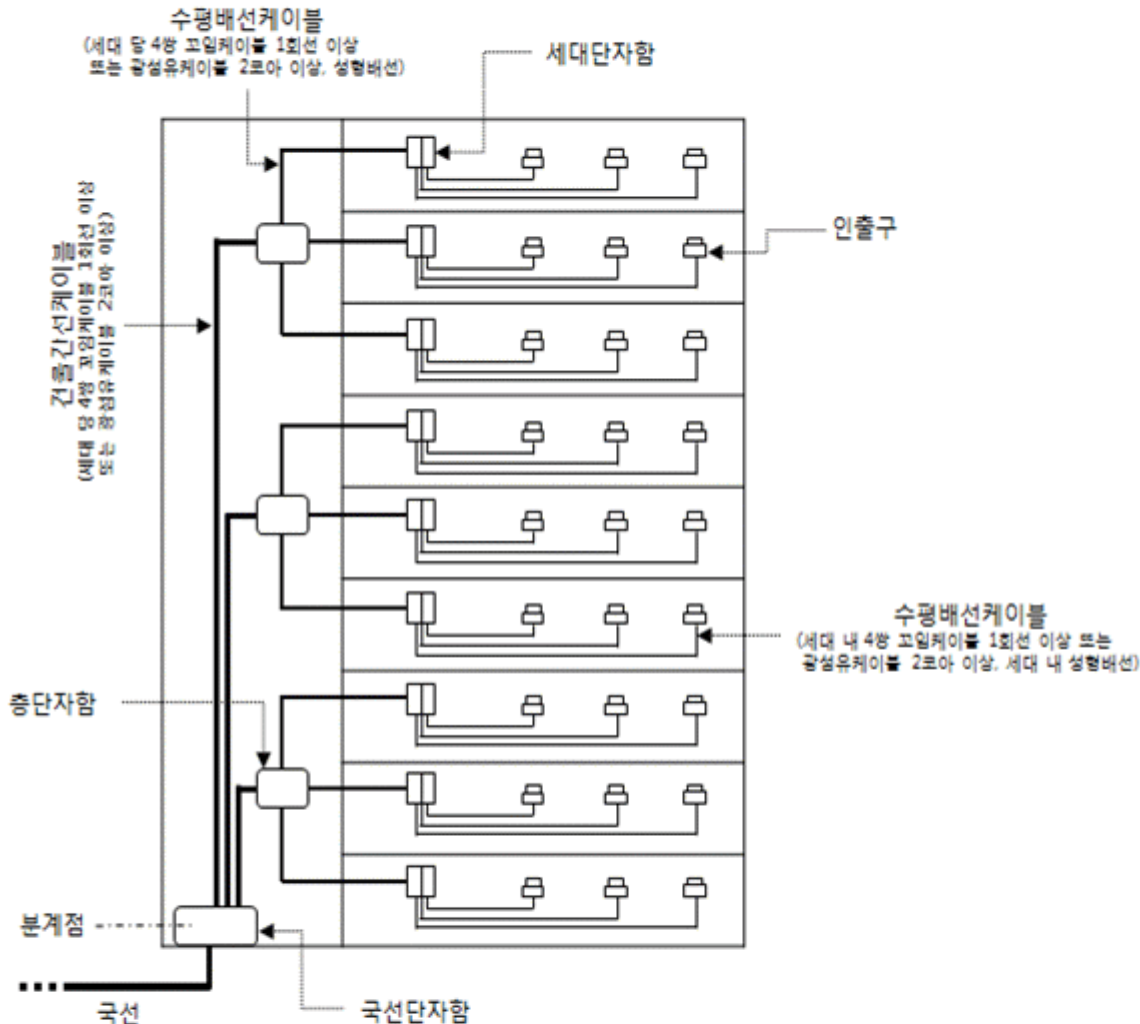 수평배선케이블
(세대 당 4쌍 꼬임케이블 1회선 이상
또는 광섬유케이블 2코아 이상, 성형배선)
세대단자함
인출구
건물간선케이블
(세대 당 4쌍 꼬임케이블 1회선 이상
또는 광섬유케이블 2코아 이상)
수평배선케이블
(세대 내 4쌍 꼬임케이블 1회선 이상 또는
광섬유케이블 2코아 이상, 세대 내 성형배선)
층단자함
분계점
국선
국선단자함